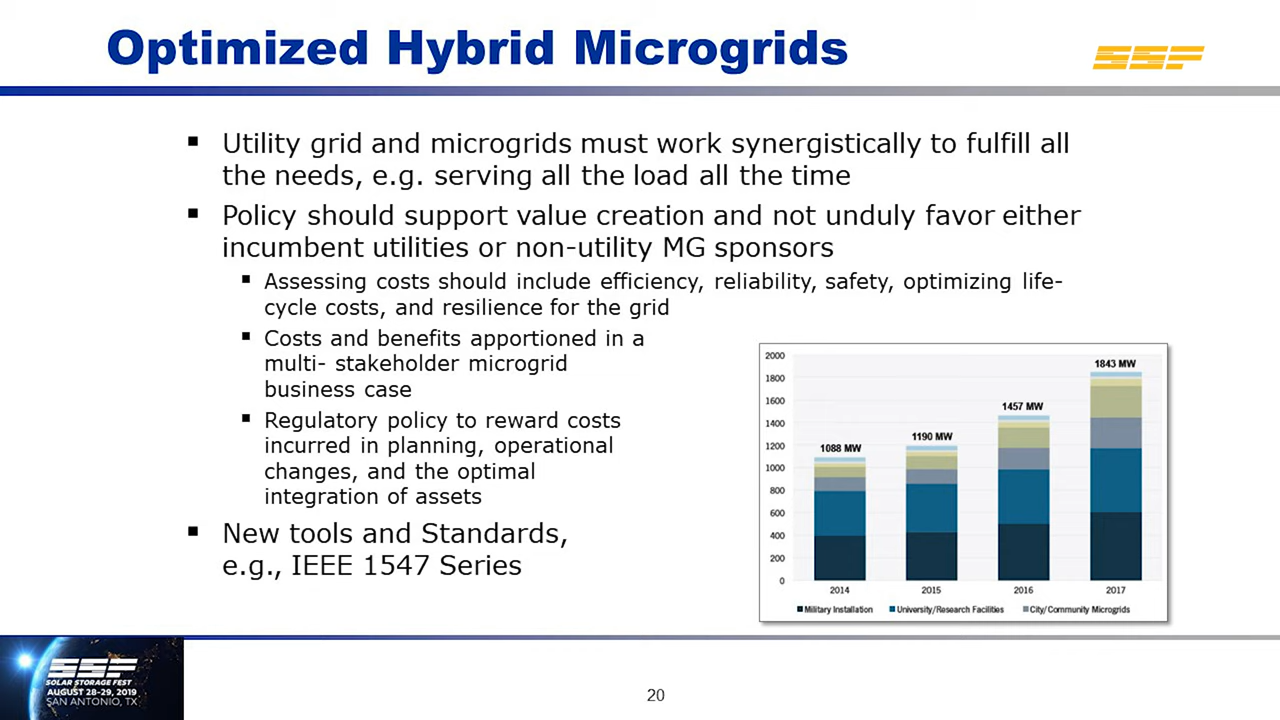 Optimized Hybrid Microgrids
SSF
▪ Utility grid and microgrids must work synergistically to fulfill all
the needs, e.g. serving all the load all the time
▪ Policy should support value creation and not unduly favor either
incumbent utilities or non-utility MG sponsors
▪ Assessing costs should include efficiency, reliability, safety, optimizing life-
cycle costs, and resilience for the grid
▪ Costs and benefits apportioned in a
multi- stakeholder microgrid
business case
▪ Regulatory policy to reward costs
incurred in planning, operational
changes, and the optimal
integration of assets
▪ New tools and Standards,
e.g., IEEE 1547 Series
2000
1800
1600
1400
1200
1000
800
600
400
200
0
1088 MW
1190 MW
1457 MW
1843 MW
2014 2015 2016 2017
Military Installation University/Research Facilities City/Community Microgrids
SSF
SOLAR STORAGE FEST
AUGUST 28-29, 2019
SAN ANTONIO, TX
20